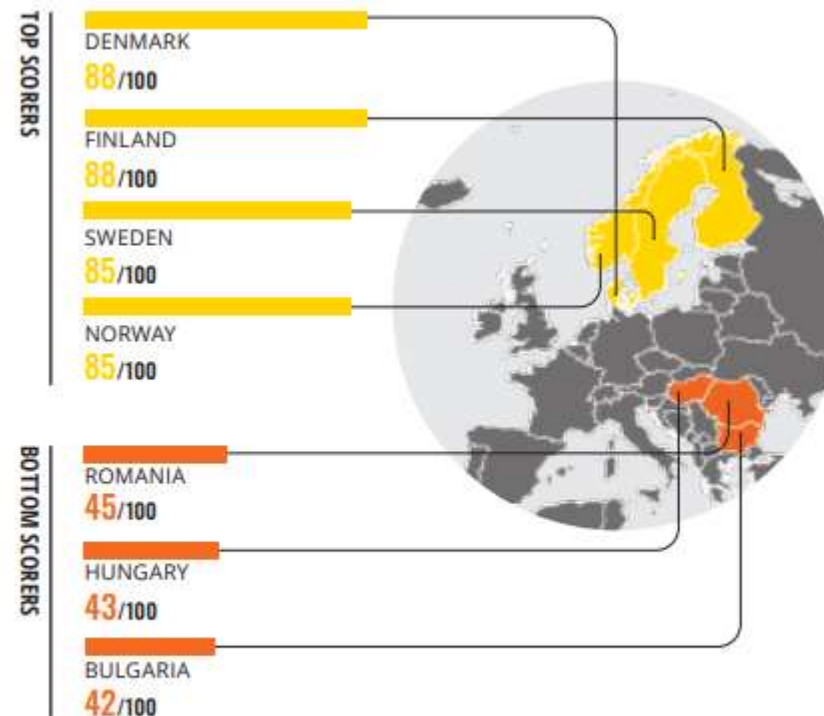 TOP SCORERS
DENMARK
88/100
FINLAND
88/100
SWEDEN
85/100
NORWAY
85/100
BOTTOM SCORERS
ROMANIA
45/100
HUNGARY
43/100
BULGARIA
42/100